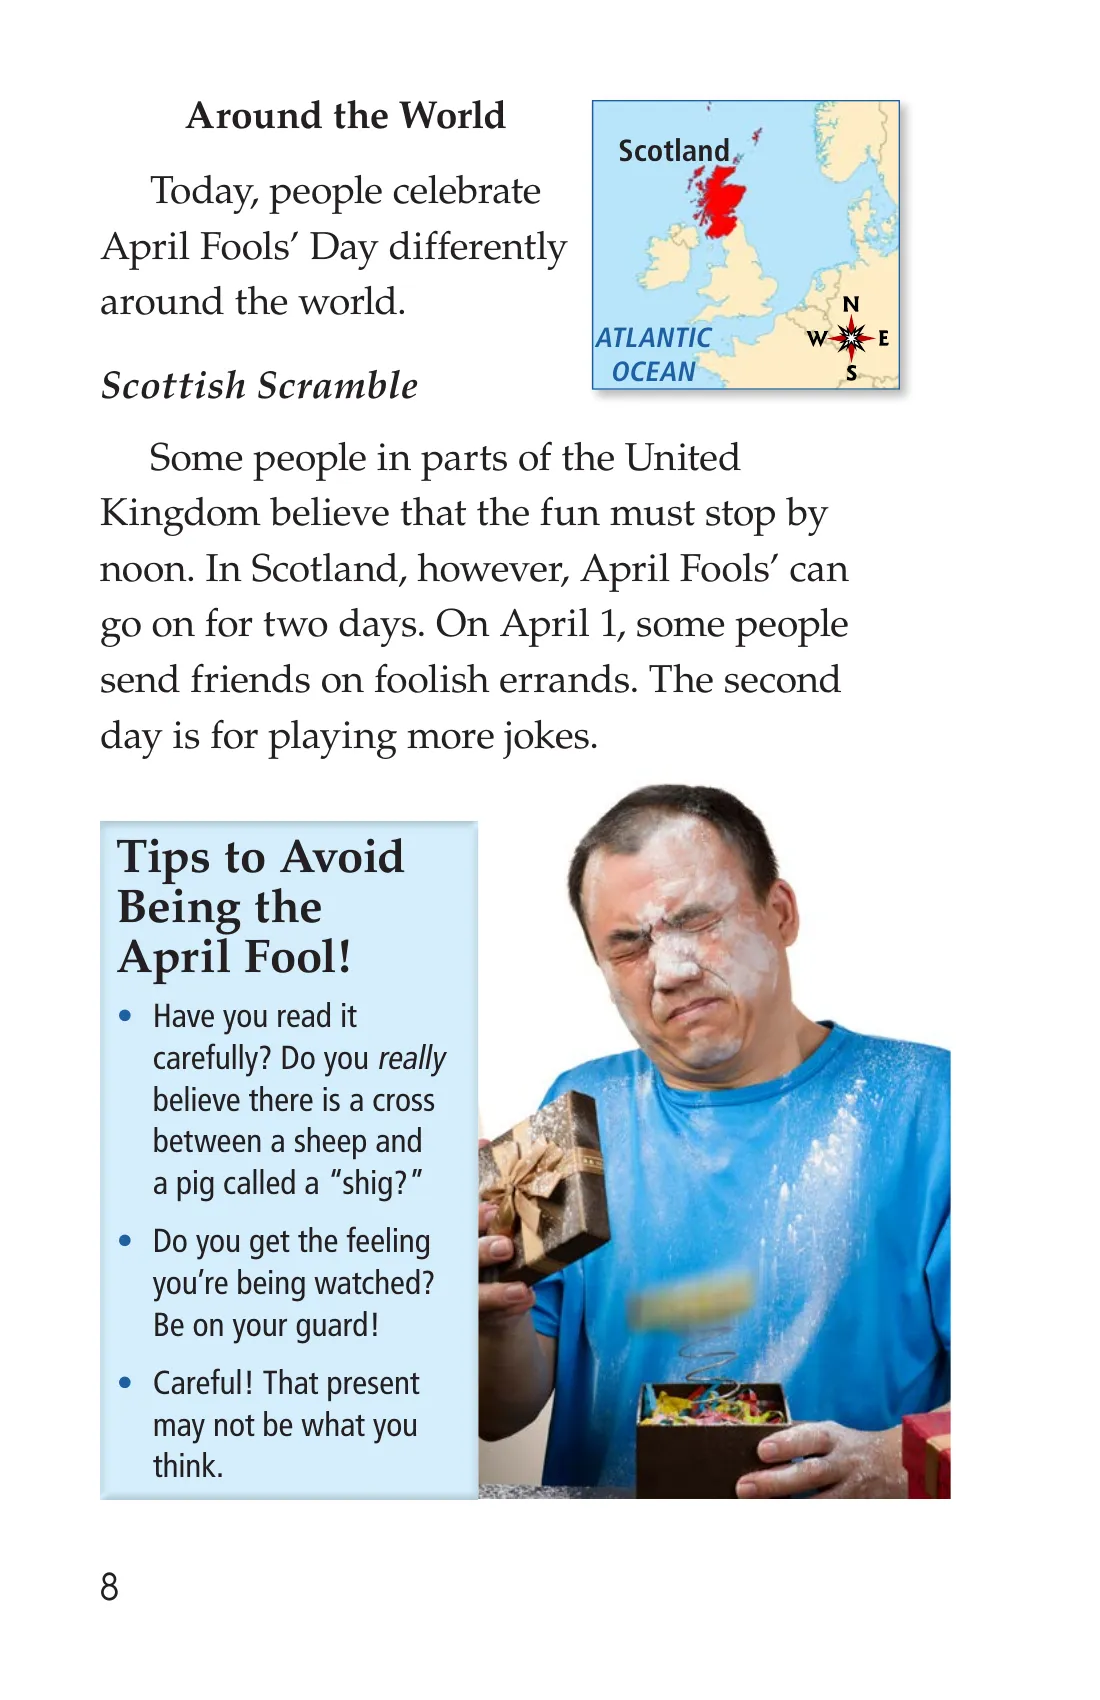 Around the World
Today, people celebrate
April Fools’ Day differently
around the world.
Scotland
ATLANTIC
OCEAN
N
W E
S
Scottish Scramble
Some people in parts of the United
Kingdom believe that the fun must stop by
noon. In Scotland, however, April Fools’ can
go on for two days. On April 1, some people
send friends on foolish errands. The second
day is for playing more jokes.
Tips to Avoid
Being the
April Fool!
• Have you read it
carefully? Do you really
believe there is a cross
between a sheep and
a pig called a “shig?”
• Do you get the feeling
you’re being watched?
Be on your guard!
• Careful! That present
may not be what you
think.
8